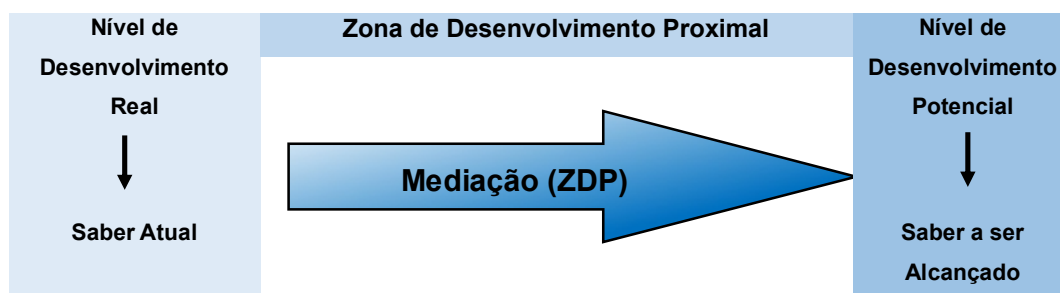 Nível de
Desenvolvimento
Real
Saber Atual
Zona de Desenvolvimento Proximal
Mediação (ZDP)
Nível de
Desenvolvimento
Potencial
Saber a ser
Alcançado